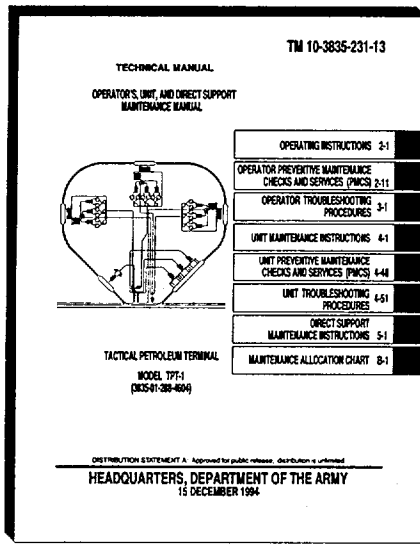 TM 10-3835-231-13
TECHNICAL MANUAL
OPERATOR'S, UNIT, AND DIRECT SUPPORT
MAINTENANCE MANUAL
OPERATING INSTRUCTIONS 2-1
OPERATOR PREVENTIVE MAINTENANCE
CHECKS AND SERVICES (PMCS) 2-11
OPERATOR TROUBLESHOOTING
PROCEDURES 3-1
UNIT MAINTENANCE INSTRUCTIONS 4-1
UNIT PREVENTIVE MAINTENANCE
CHECKS AND SERVICES (PMCS) 4-48
UNIT TROUBLESHOOTING
PROCEDURES 4-51
DIRECT SUPPORT
MAINTENANCE INSTRUCTIONS 5-1
MAINTENANCE ALLOCATION CHART B-1
TACTICAL PETROLEUM TERMINAL
MODEL TPT-1
(3835-01-288-4604)
DISTRIBUTION STATEMENT A: Approved for public release, distribution is unlimited.
HEADQUARTERS, DEPARTMENT OF THE ARMY
15 DECEMBER 1994